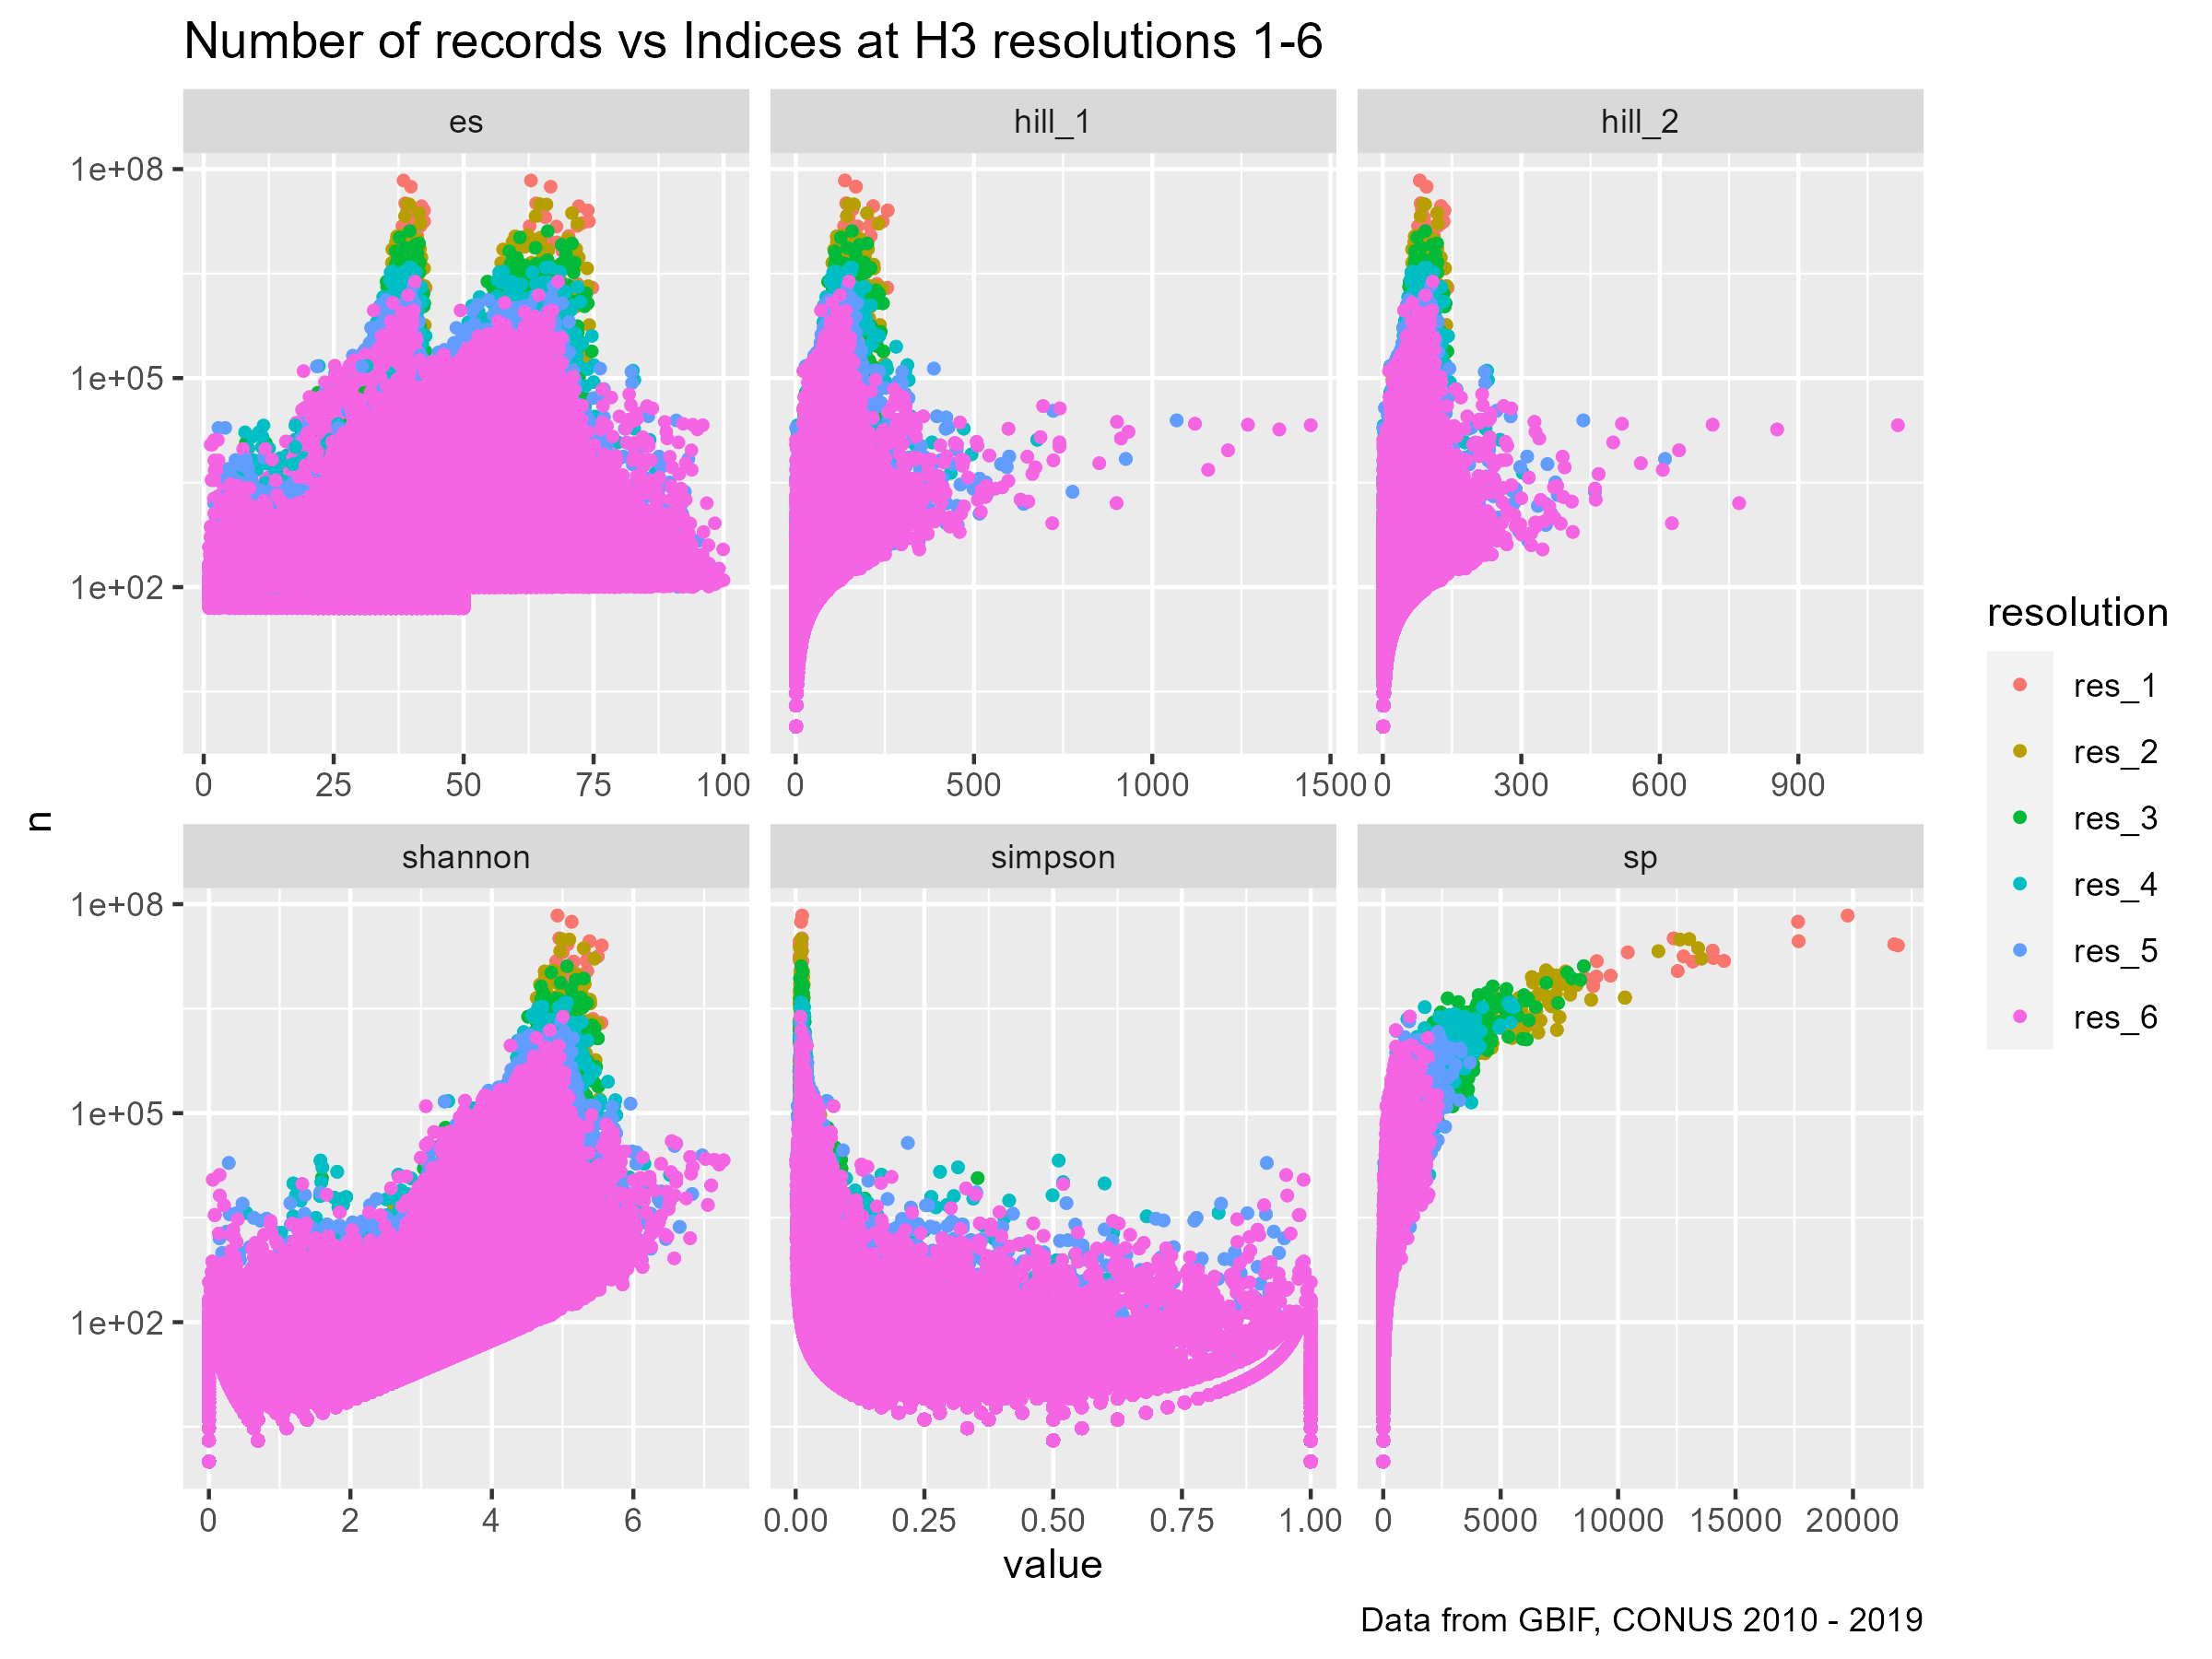 Number of records vs Indices at H3 resolutions 1-6
es
hill_1
hill_2
1e+08
1e+05
1e+02
0 25 50 75 100
0 500 1000 1500
0 300 600 900
n
shannon
simpson
sp
1e+08
1e+05
1e+02
0 2 4 6
0.00 0.25 0.50 0.75 1.00
0 5000 10000 15000 20000
value
resolution
res_1
res_2
res_3
res_4
res_5
res_6
Data from GBIF, CONUS 2010 - 2019